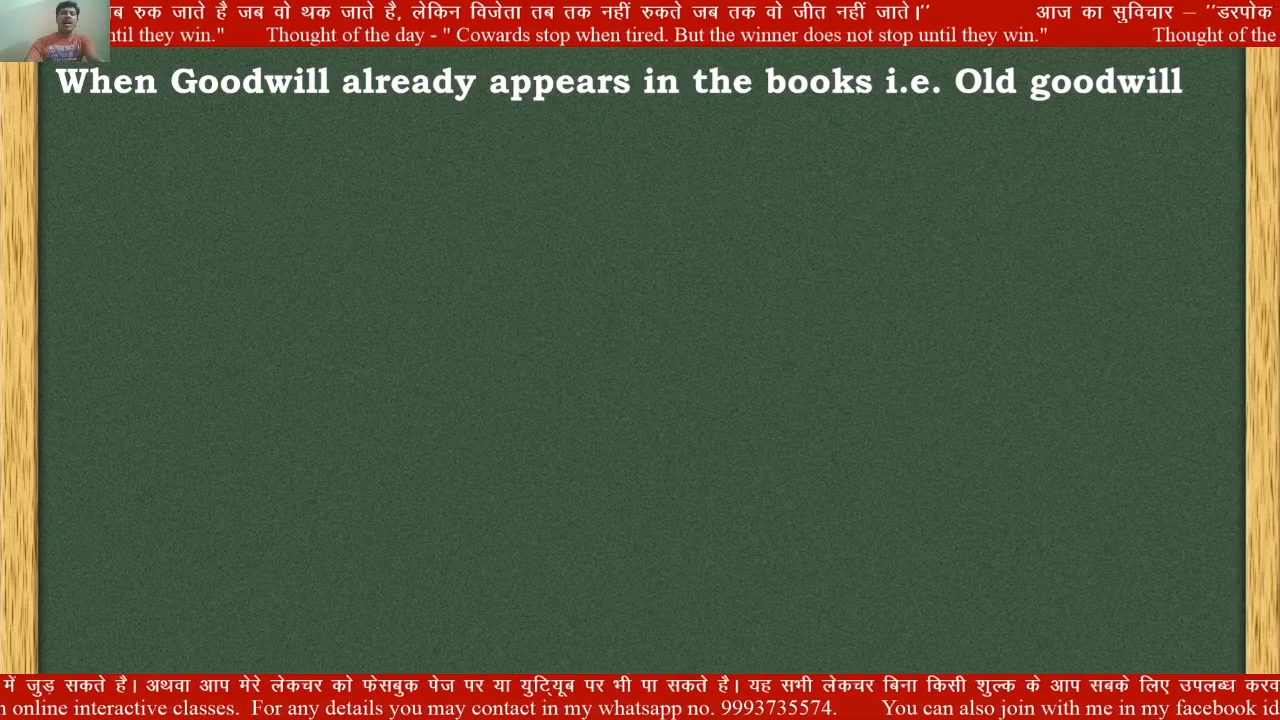 ब रुक जाते है जब वो थक जाते है, लेकिन विजेता तब तक नहीं रुकते जब तक वो जीत नहीं जाते।’’ आज का सुविचार – ‘‘डरपोक
ntil they win." Thought of the day - " Cowards stop when tired. But the winner does not stop until they win." Thought of the
When Goodwill already appears in the books i.e. Old goodwill
में जुड़ सकते है। अथवा आप मेरे लेकचर को फेसबुक पेज पर या युट्यिूब पर भी पा सकते है। यह सभी लेकचर बिना किसी शुल्क के आप सबके लिए उपलब्ध करव
n online interactive classes. For any details you may contact in my whatsapp no. 9993735574. You can also join with me in my facebook id